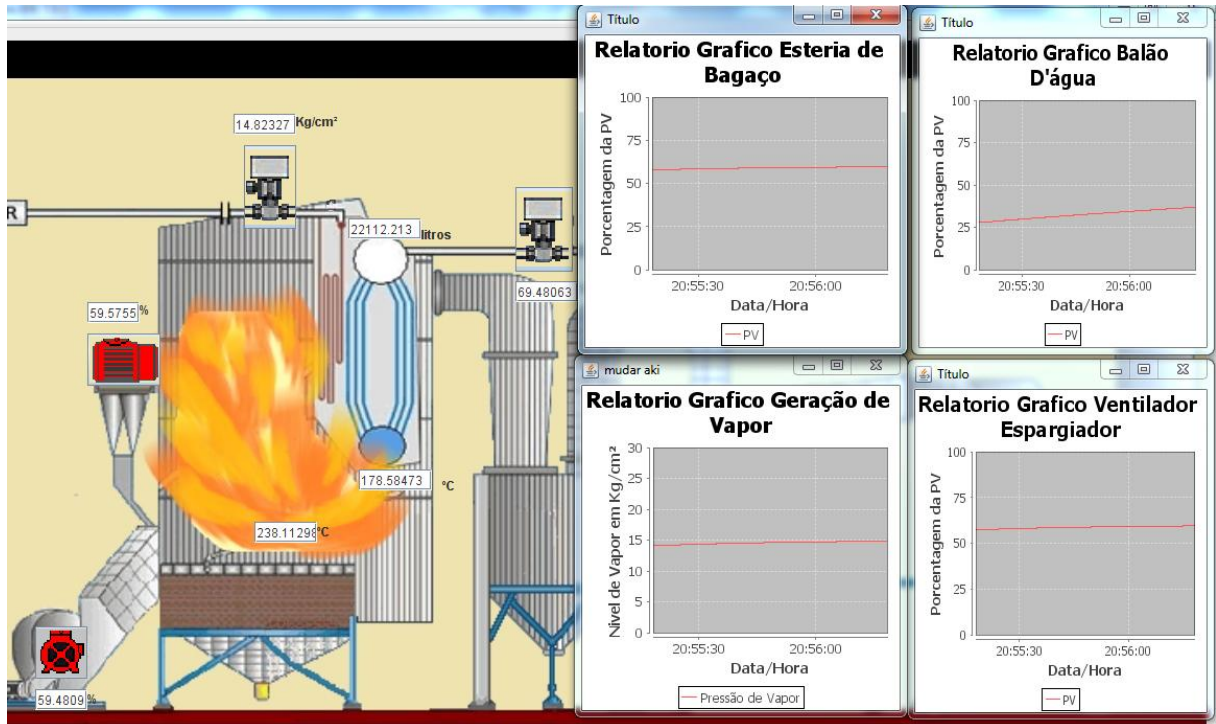 14.82327 Kg/cm²
R
22112.213 litros
69.48063
59.5755 %
178.58473 °C
238.11298 °C
59.4809 %
Título
Relatorio Grafico Esteria de
Bagaço
Porcentagem da PV
100
75
50
25
0
20:55:30 20:56:00
Data/Hora
PV
Título
Relatorio Grafico Balão
D'água
Porcentagem da PV
100
75
50
25
0
20:55:30 20:56:00
Data/Hora
PV
mudar aki
Relatorio Grafico Geração de
Vapor
Nivel de Vapor em Kg/cm²
30
25
20
15
10
5
0
20:55:30 20:56:00
Data/Hora
Pressão de Vapor
Título
Relatorio Grafico Ventilador
Espargiador
Porcentagem da PV
100
75
50
25
0
20:55:30 20:56:00
Data/Hora
PV